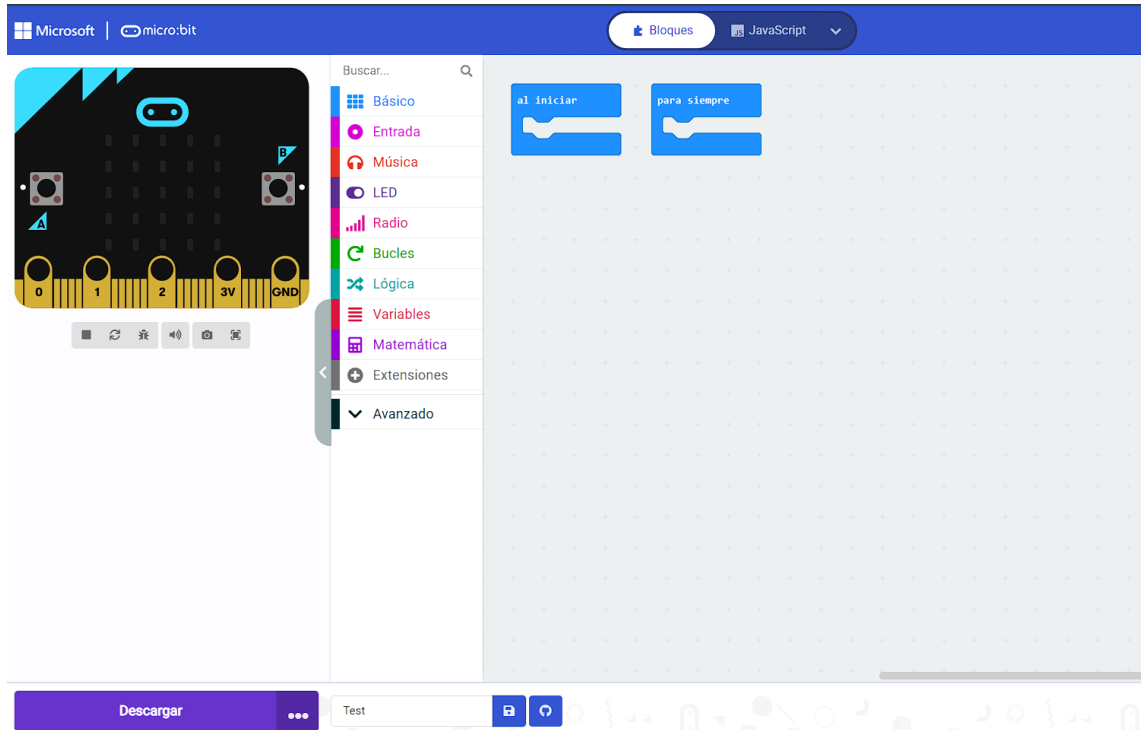 Microsoft micro:bit
Bloques
JS JavaScript
Buscar...
Básico
Entrada
Música
LED
Radio
Bucles
Lógica
Variables
Matemática
Extensiones
Avanzado
al iniciar
para siempre
B
A
0 1 2 3V GND
Descargar
Test